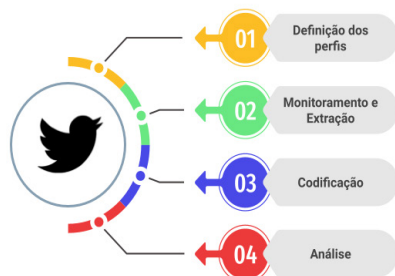 01
Definição dos
perfis
02
Monitoramento e
Extração
03
Codificação
04
Análise